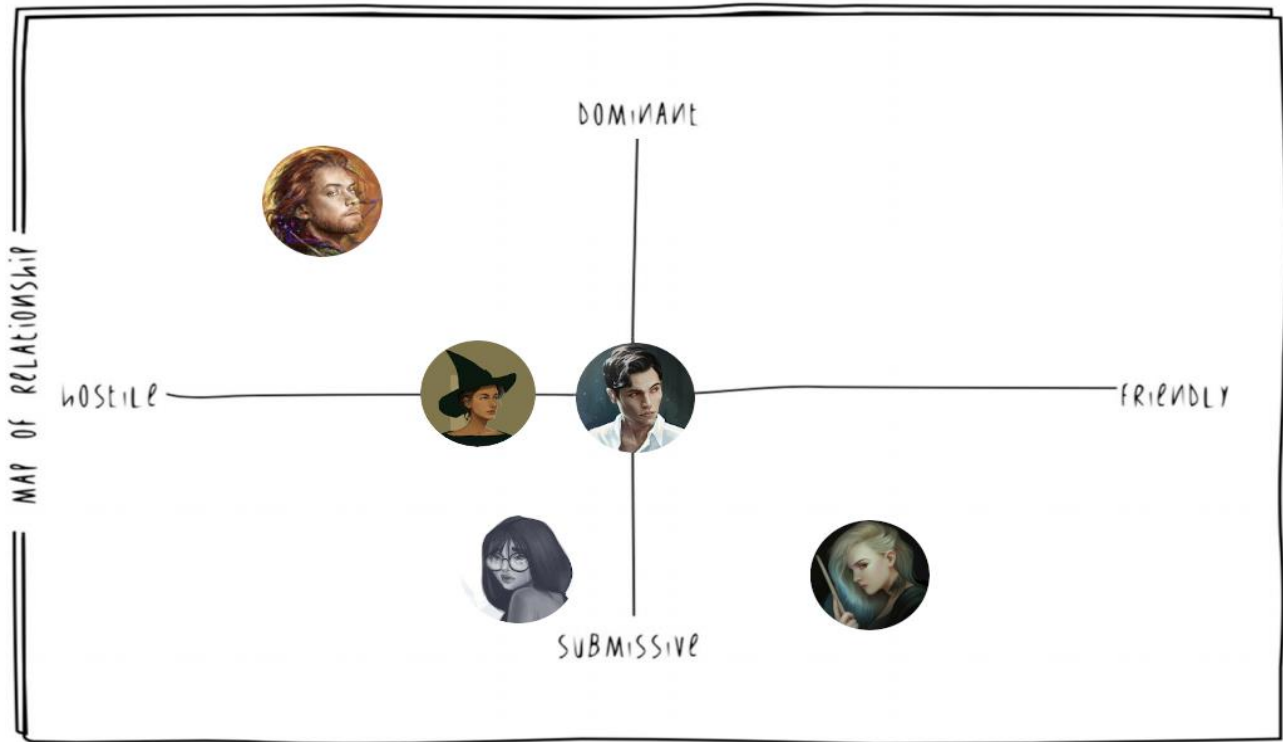 DOMINANT
MAP OF RELATIONSHIP
HOSTILE
FRIENDLY
SUBMISSIVE